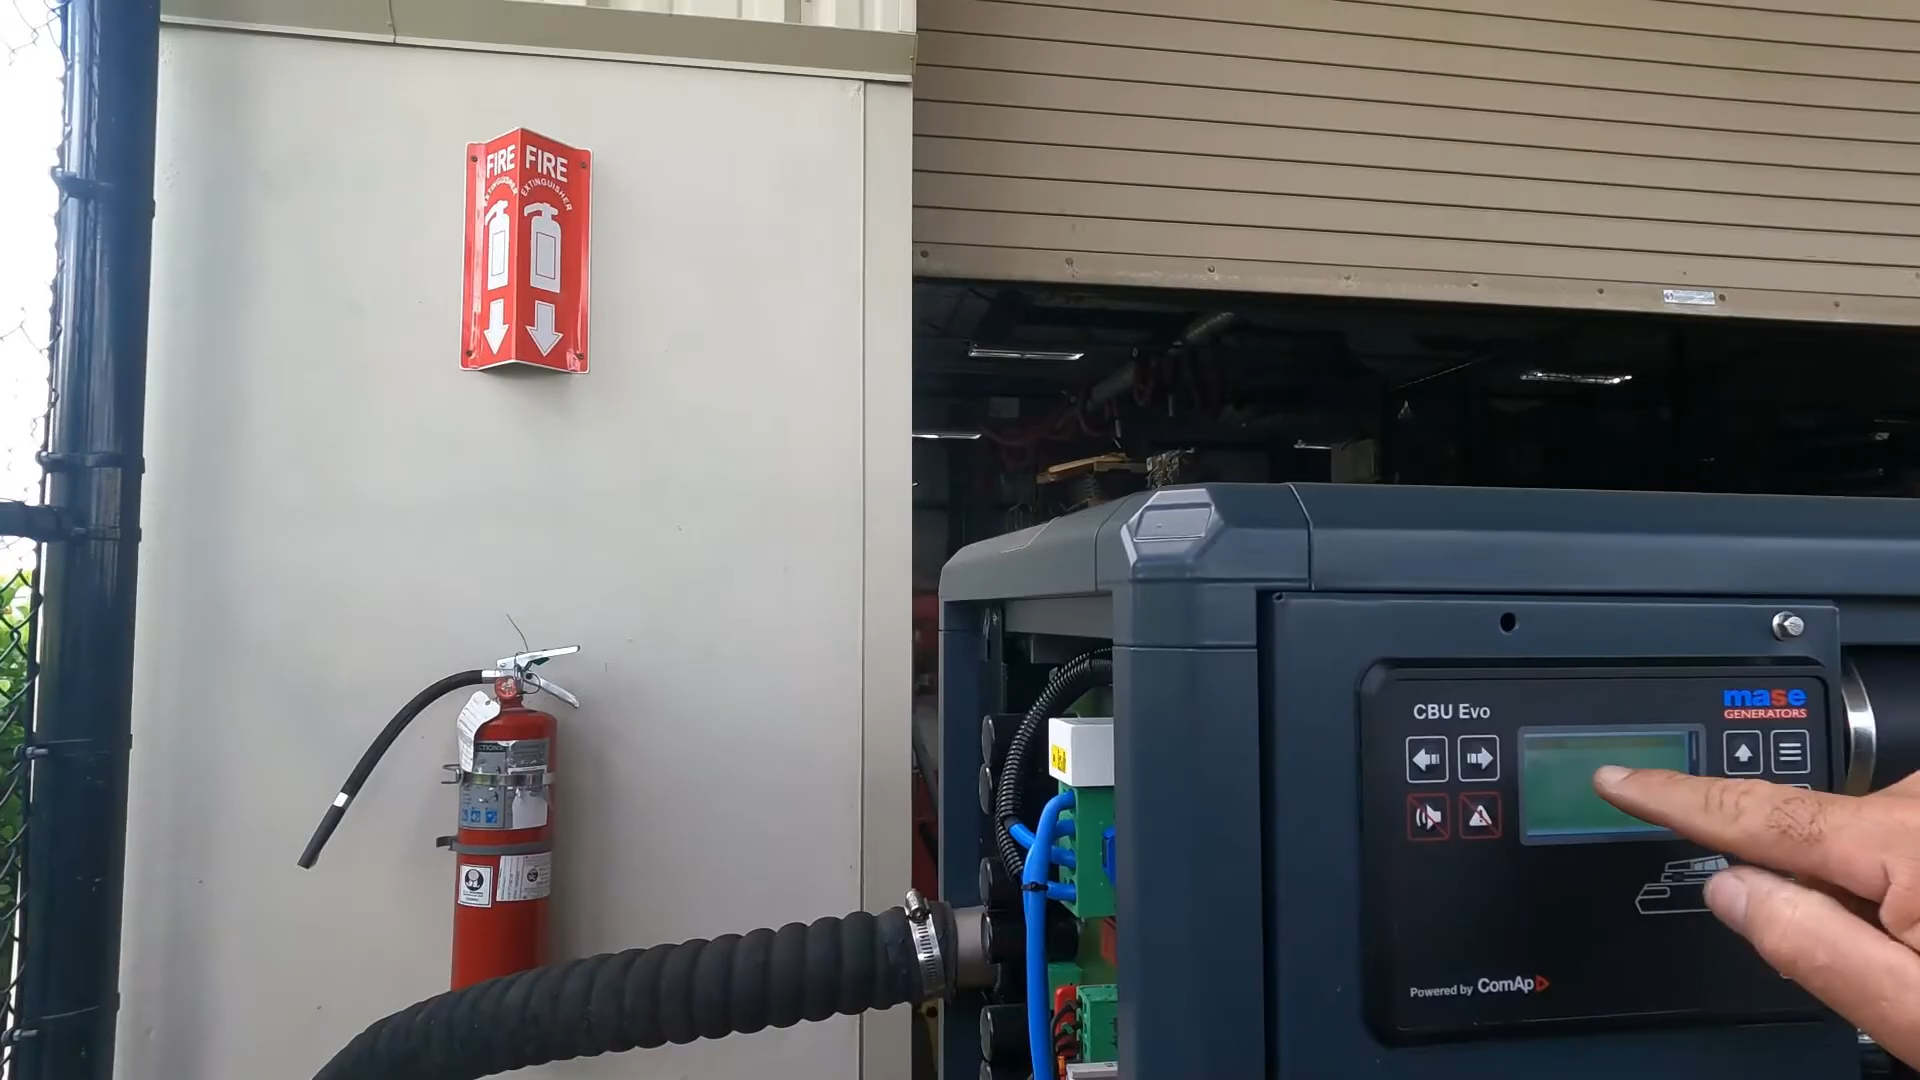 FIRE FIRE
EXTINGUISHER EXTINGUISHER
CBU Evo
mase
GENERATORS
Powered by ComAp